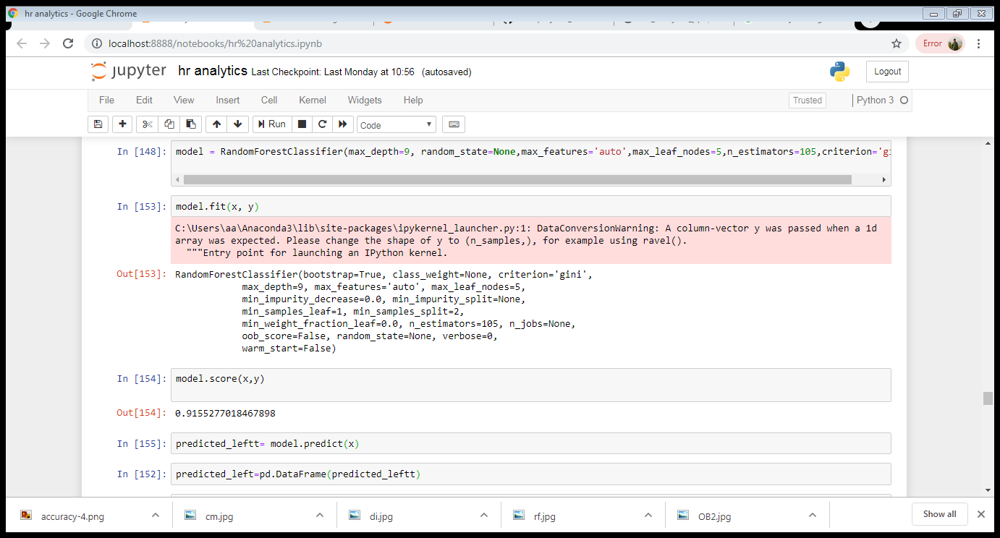 hr analytics - Google Chrome
localhost:8888/notebooks/hr%20analytics.ipynb
Error
jupyter hr analytics Last Checkpoint: Last Monday at 10:56 (autosaved)
Logout
File Edit View Insert Cell Kernel Widgets Help
Trusted
Python 3
Run
Code
In [148]: model = RandomForestClassifier(max_depth=9, random_state=None,max_features='auto',max_leaf_nodes=5,n_estimators=105,criterion='gi
In [153]: model.fit(x, y)
C:\Users\aa\Anaconda3\lib\site-packages\ipykernel_launcher.py:1: DataConversionWarning: A column-vector y was passed when a 1d
array was expected. Please change the shape of y to (n_samples,), for example using ravel().
"""Entry point for launching an IPython kernel.
Out[153]: RandomForestClassifier(bootstrap=True, class_weight=None, criterion='gini',
max_depth=9, max_features='auto', max_leaf_nodes=5,
min_impurity_decrease=0.0, min_impurity_split=None,
min_samples_leaf=1, min_samples_split=2,
min_weight_fraction_leaf=0.0, n_estimators=105, n_jobs=None,
oob_score=False, random_state=None, verbose=0,
warm_start=False)
In [154]: model.score(x,y)
Out[154]: 0.9155277018467898
In [155]: predicted_leftt= model.predict(x)
In [152]: predicted_left=pd.DataFrame(predicted_leftt)
accuracy-4.png
cm.jpg
di.jpg
rf.jpg
OB2.jpg
Show all